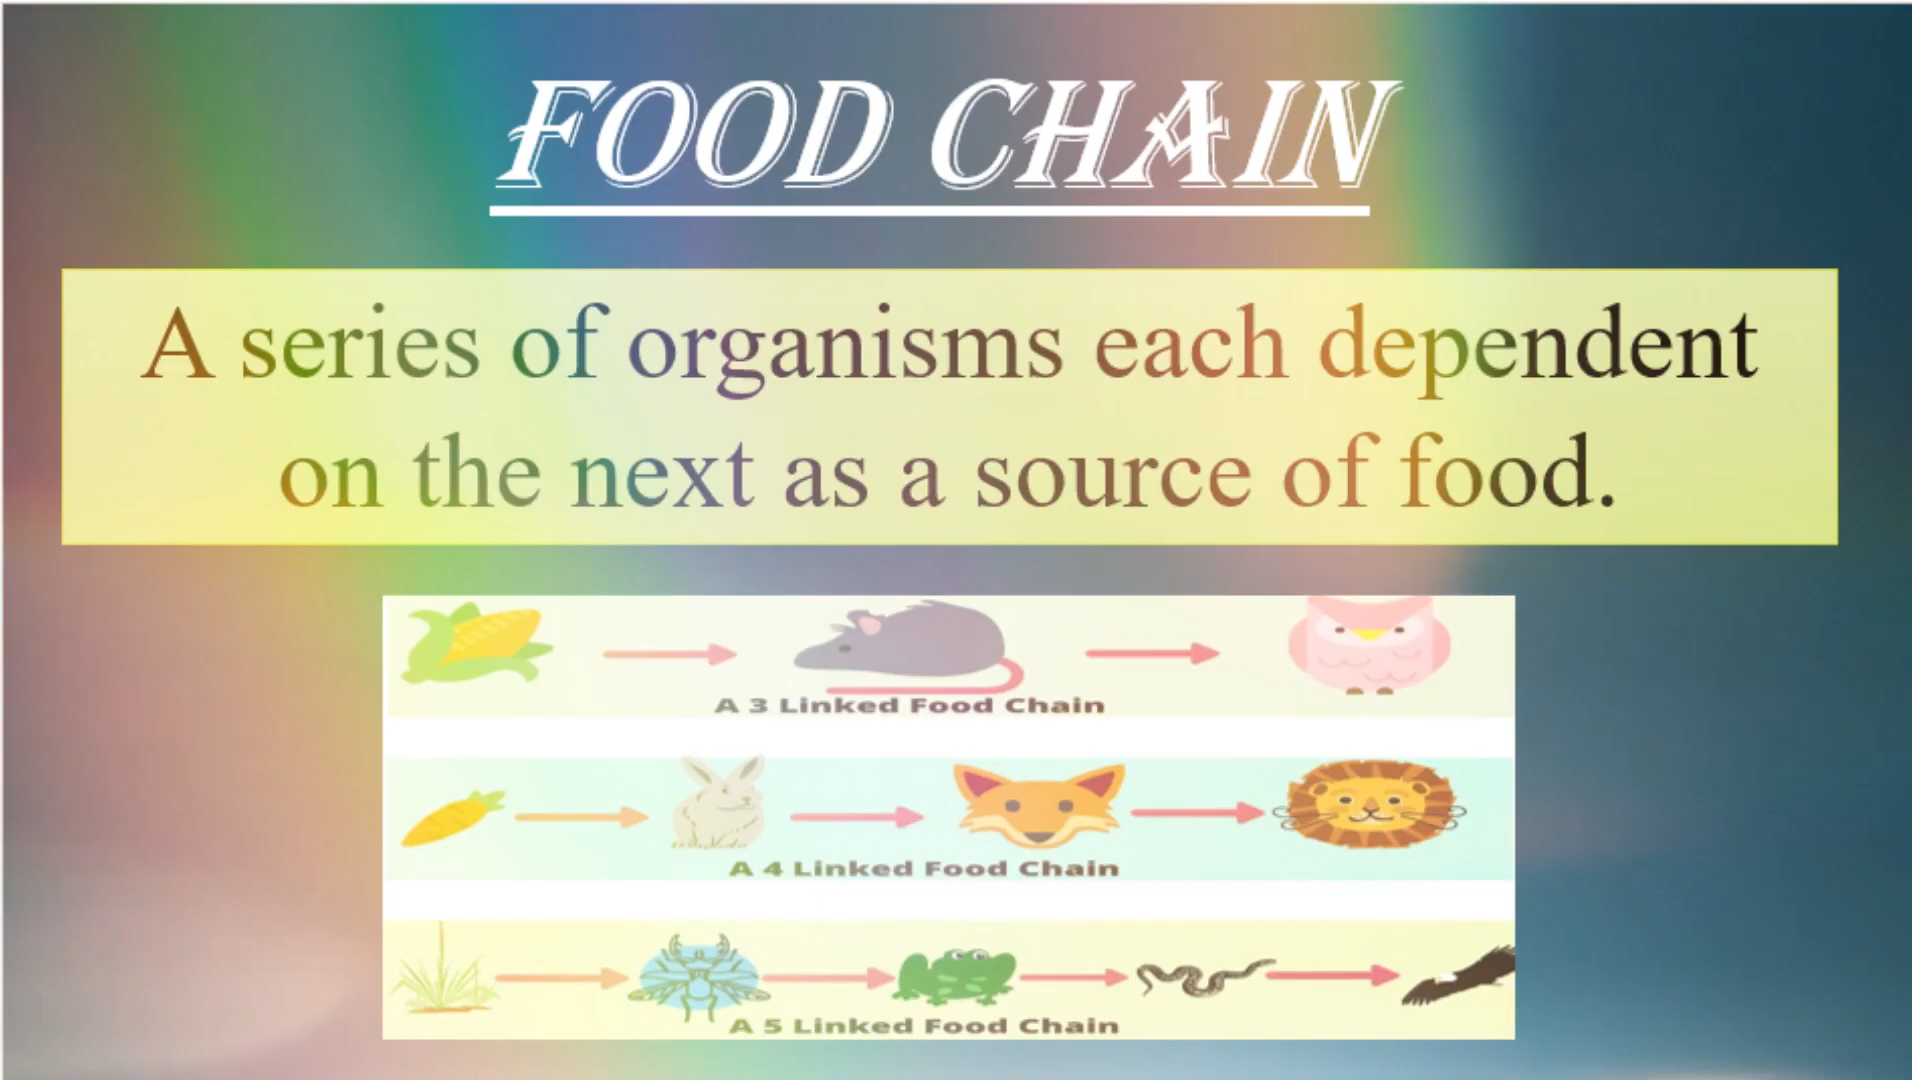 FOOD CHAIN
A series of organisms each dependent
on the next as a source of food.
A 3 Linked Food Chain
A 4 Linked Food Chain
A 5 Linked Food Chain